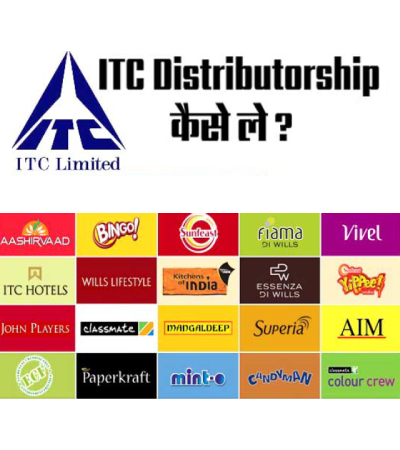 ITC Distributorship
कैसे ले ?
ITC
ITC Limited
AASHIRVAAD
BINGO!
Sunfeast
fiama
DI WILLS
Vivel
ITC HOTELS
WILLS LIFESTYLE
Kitchens
of INDIA
ESSENZA
DI WILLS
YiPPee!
JOHN PLAYERS
classmate
MANGALDEEP
Superia
AIM
Paperkraft
mint-o
CANDYMAN
classmate
colour crew